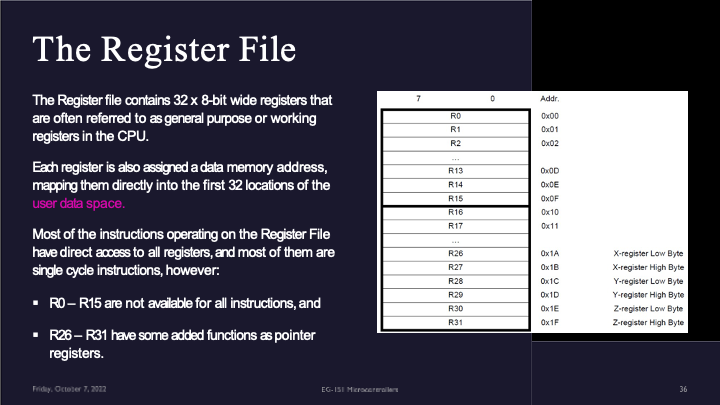 The Register File
The Register file contains 32 x 8-bit wide registers that
are often referred to as general purpose or working
registers in the CPU.
Each register is also assigned a data memory address,
mapping them directly into the first 32 locations of the
user data space.
Most of the instructions operating on the Register File
have direct access to all registers, and most of them are
single cycle instructions, however:
▪ R0 – R15 are not available for all instructions, and
▪ R26 – R31 have some added functions as pointer
registers.
7 0 Addr.
R0 0x00
R1 0x01
R2 0x02
...
R13 0x0D
R14 0x0E
R15 0x0F
R16 0x10
R17 0x11
...
R26 0x1A X-register Low Byte
R27 0x1B X-register High Byte
R28 0x1C Y-register Low Byte
R29 0x1D Y-register High Byte
R30 0x1E Z-register Low Byte
R31 0x1F Z-register High Byte
Friday, October 7, 2022 EG-151 Microcontrollers 36